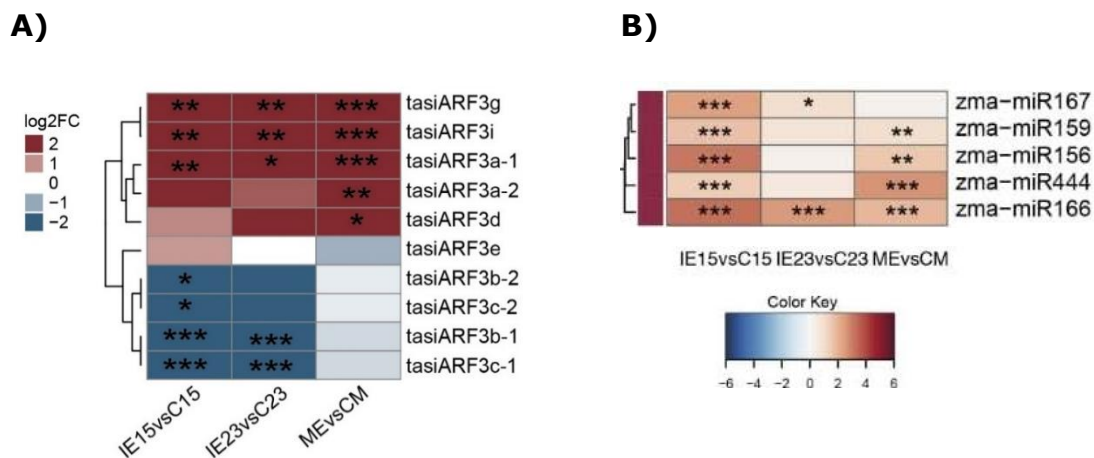 A)
B)
log2FC
2
1
0
−1
−2
** ** *** tasiARF3g
** ** *** tasiARF3i
** * *** tasiARF3a-1
** tasiARF3a-2
* tasiARF3d
tasiARF3e
* tasiARF3b-2
* tasiARF3c-2
*** *** tasiARF3b-1
*** *** tasiARF3c-1
IE15vsC15
IE23vsC23
MEvsCM
*** * zma−miR167
*** ** zma−miR159
*** ** zma−miR156
*** *** zma−miR444
*** *** *** zma−miR166
IE15vsC15 IE23vsC23 MEvsCM
Color Key
−6 −4 −2 0 2 4 6